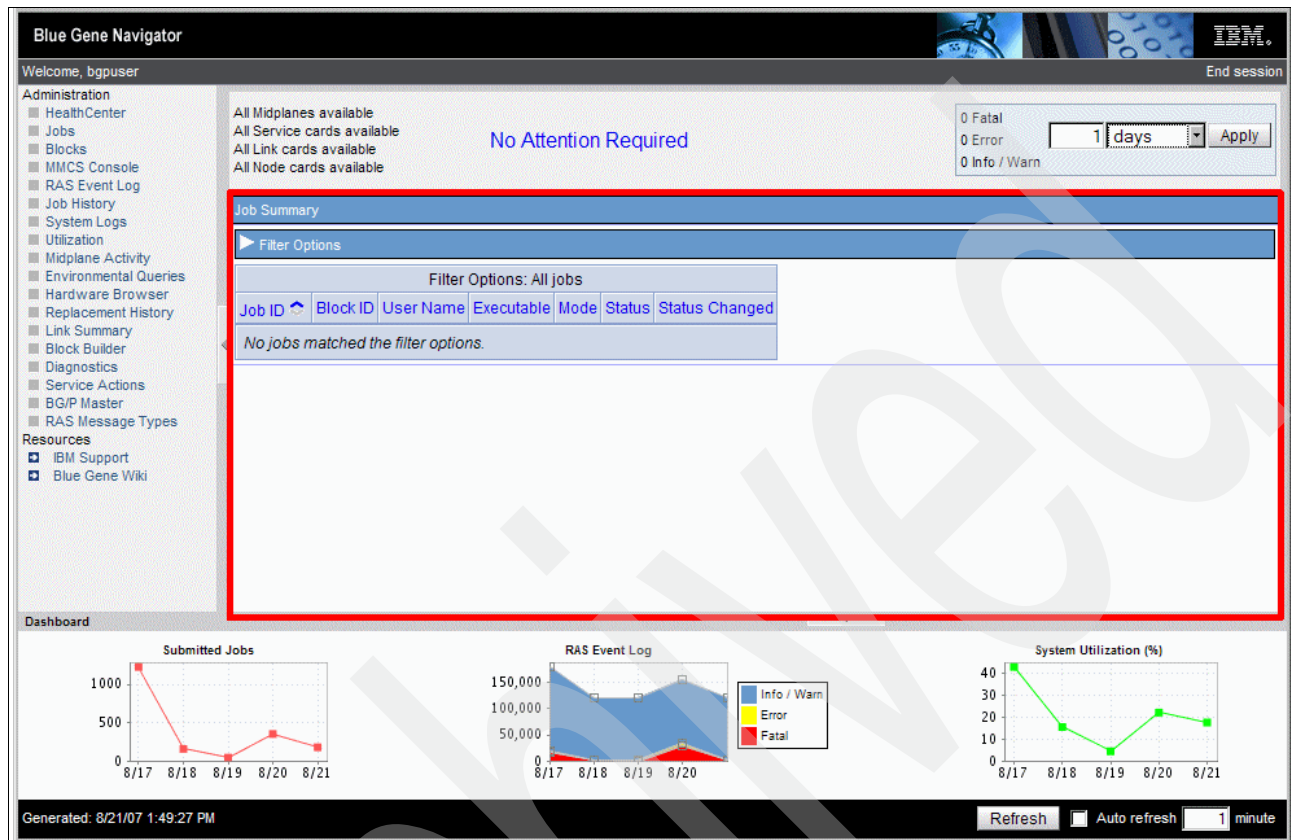 Blue Gene Navigator
IBM.
Welcome, bgpuser
End session
Administration
HealthCenter
Jobs
Blocks
MMCS Console
RAS Event Log
Job History
System Logs
Utilization
Midplane Activity
Environmental Queries
Hardware Browser
Replacement History
Link Summary
Block Builder
Diagnostics
Service Actions
BG/P Master
RAS Message Types
Resources
IBM Support
Blue Gene Wiki
All Midplanes available
All Service cards available
All Link cards available
All Node cards available
No Attention Required
0 Fatal
0 Error
0 Info / Warn
1 days Apply
Job Summary
Filter Options
Filter Options: All jobs
Job ID Block ID User Name Executable Mode Status Status Changed
No jobs matched the filter options.
Dashboard
Submitted Jobs
1000
500
0
8/17 8/18 8/19 8/20 8/21
RAS Event Log
150,000
100,000
50,000
0
8/17 8/18 8/19 8/20
Info / Warn
Error
Fatal
System Utilization (%)
40
30
20
10
0
8/17 8/18 8/19 8/20 8/21
Generated: 8/21/07 1:49:27 PM
Refresh Auto refresh 1 minute